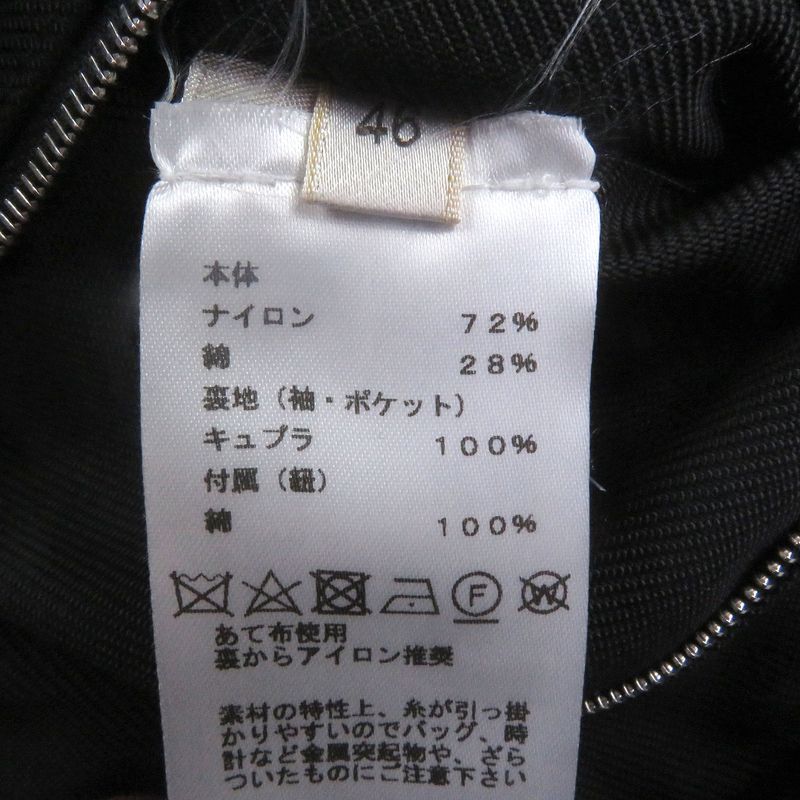 46
本体
ナイロン 72%
綿 28%
裏地(袖・ポケット)
キュプラ 100%
付属(紐)
綿 100%
F W
あて布使用
裏からアイロン推奨
素材の特性上、糸が引っ掛
かりやすいのでバッグ、時
計など金属突起物や、ざら
ついたものにご注意下さい